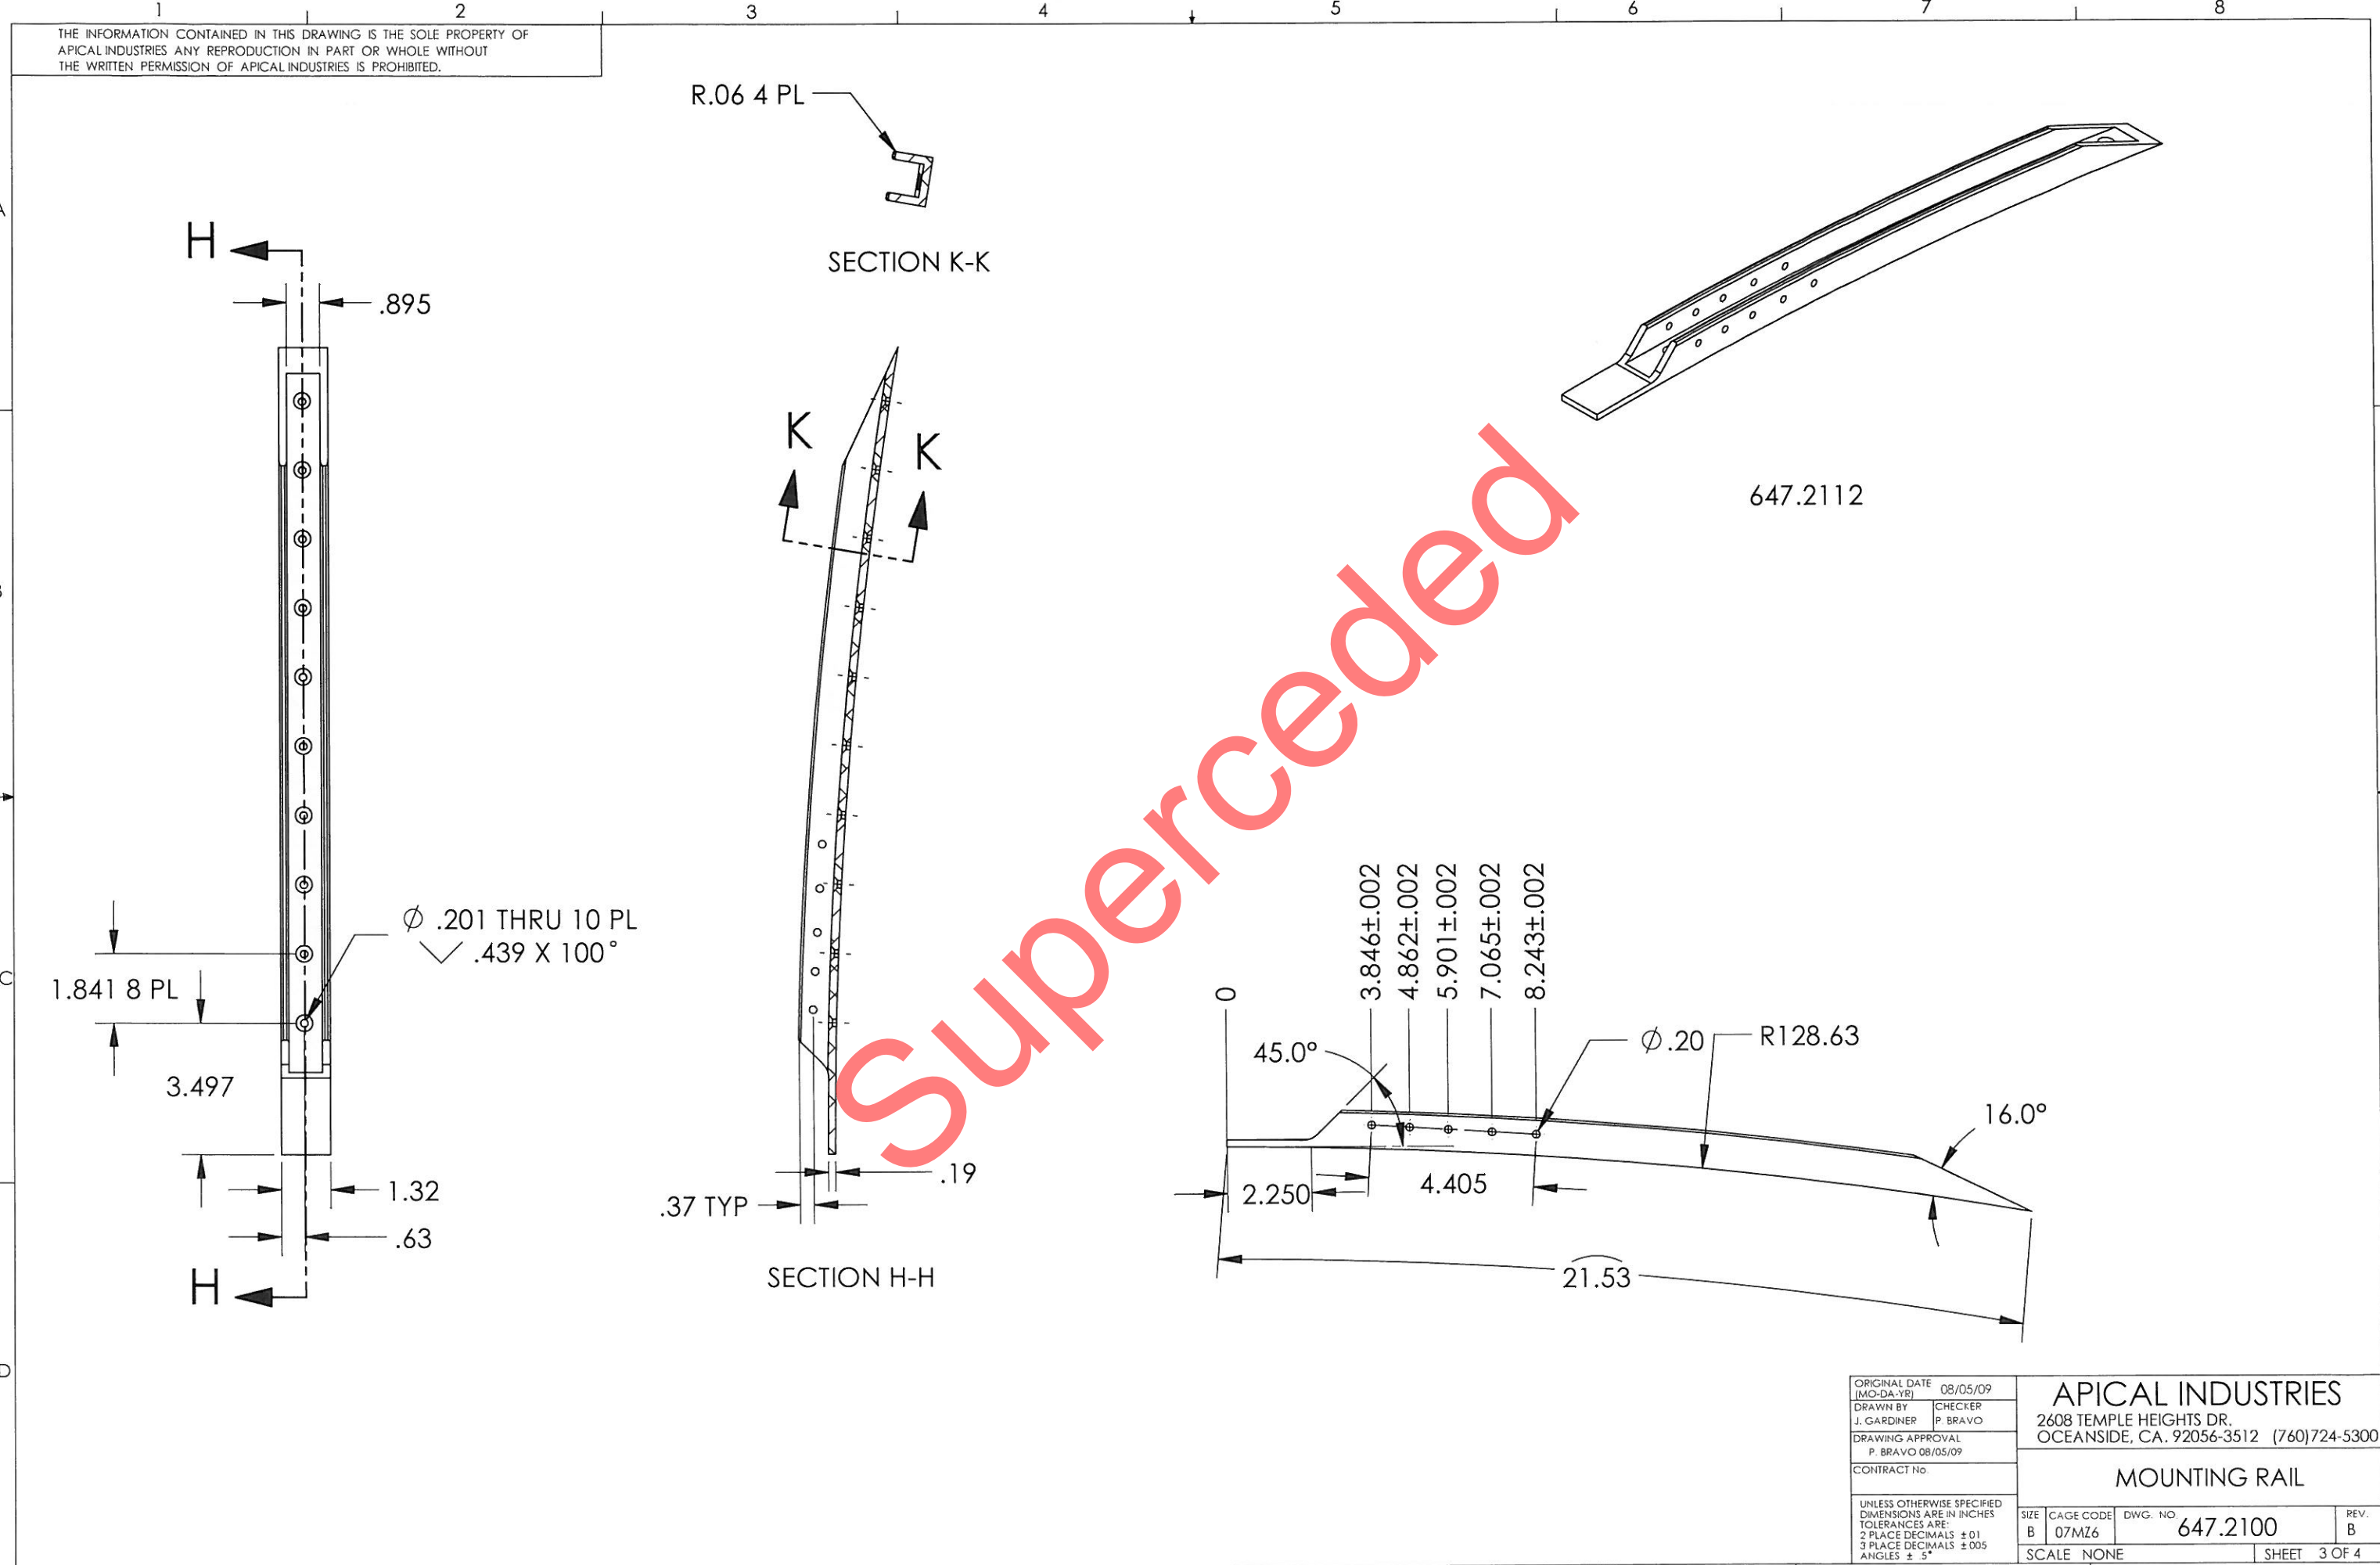 1 2 3 4 5 6 7 8
THE INFORMATION CONTAINED IN THIS DRAWING IS THE SOLE PROPERTY OF
APICAL INDUSTRIES ANY REPRODUCTION IN PART OR WHOLE WITHOUT
THE WRITTEN PERMISSION OF APICAL INDUSTRIES IS PROHIBITED.
R.06 4 PL
SECTION K-K
H
.895
Ø .201 THRU 10 PL
.439 X 100°
1.841 8 PL
3.497
1.32
.63
H
K
K
.19
.37 TYP
SECTION H-H
647.2112
Superceded
0
3.846±.002
4.862±.002
5.901±.002
7.065±.002
8.243±.002
45.0°
Ø.20
R128.63
16.0°
2.250
4.405
21.53
C
D
ORIGINAL DATE
(MO-DA-YR) 08/05/09
DRAWN BY
J. GARDINER
CHECKER
P. BRAVO
DRAWING APPROVAL
P. BRAVO 08/05/09
CONTRACT No.
UNLESS OTHERWISE SPECIFIED
DIMENSIONS ARE IN INCHES
TOLERANCES ARE:
2 PLACE DECIMALS ±01
3 PLACE DECIMALS ±005
ANGLES ± .5°
APICAL INDUSTRIES
2608 TEMPLE HEIGHTS DR.
OCEANSIDE, CA. 92056-3512 (760)724-5300
MOUNTING RAIL
SIZE
B
CAGE CODE
07MZ6
DWG. NO.
647.2100
REV.
B
SCALE NONE
SHEET 3 OF 4